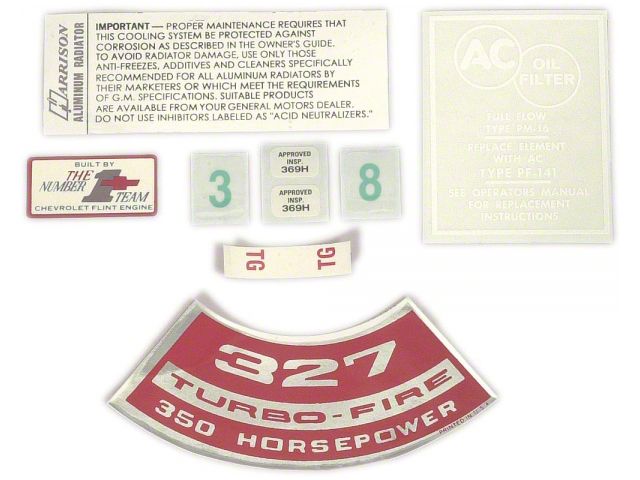 HARRISON
ALUMINUM RADIATOR
IMPORTANT — PROPER MAINTENANCE REQUIRES THAT
THIS COOLING SYSTEM BE PROTECTED AGAINST
CORROSION AS DESCRIBED IN THE OWNER'S GUIDE.
TO AVOID RADIATOR DAMAGE, USE ONLY THOSE
ANTI-FREEZES, ADDITIVES AND CLEANERS SPECIFICALLY
RECOMMENDED FOR ALL ALUMINUM RADIATORS BY
THEIR MARKETERS OR WHICH MEET THE REQUIREMENTS
OF G.M. SPECIFICATIONS. SUITABLE PRODUCTS
ARE AVAILABLE FROM YOUR GENERAL MOTORS DEALER.
DO NOT USE INHIBITORS LABELED AS "ACID NEUTRALIZERS."
AC
OIL
FILTER
FULL FLOW
TYPE PM-16
REPLACE ELEMENT
WITH AC
TYPE PF-141
SEE OPERATORS MANUAL
FOR REPLACEMENT
INSTRUCTIONS
BUILT BY
THE
NUMBER 1
TEAM
CHEVROLET FLINT ENGINE
3
APPROVED
INSP.
369H
APPROVED
INSP.
369H
8
TG
TG
327
TURBO-FIRE
350 HORSEPOWER
PRINTED IN U.S.A.